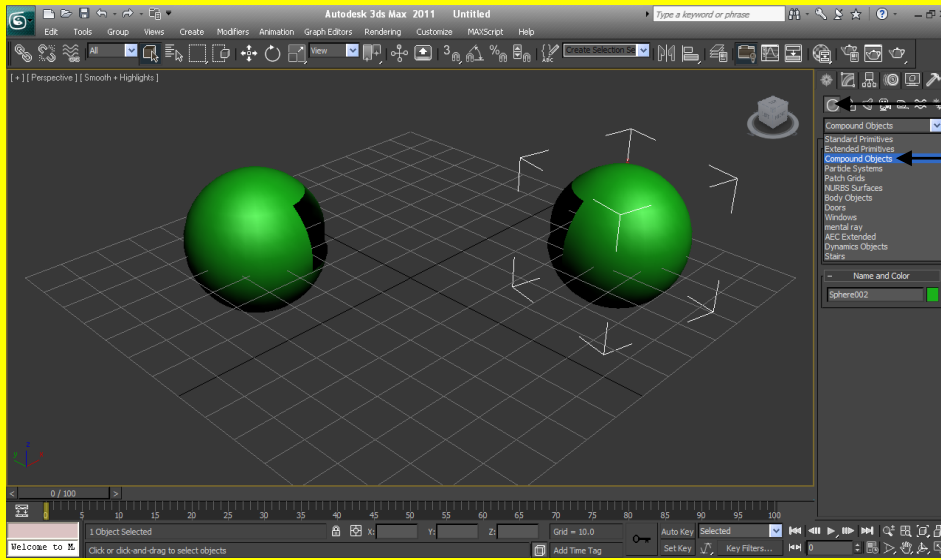 Autodesk 3ds Max 2011 Untitled
Type a keyword or phrase
Edit Tools Group Views Create Modifiers Animation Graph Editors Rendering Customize MAXScript Help
All
View
Create Selection Se
[ + ] [ Perspective ] [ Smooth + Highlights ]
Compound Objects
Standard Primitives
Extended Primitives
Compound Objects
Particle Systems
Patch Grids
NURBS Surfaces
Body Objects
Doors
Windows
mental ray
AEC Extended
Dynamics Objects
Stairs
Name and Color
Sphere002
z
y x
0 / 100
0 5 10 15 20 25 30 35 40 45 50 55 60 65 70 75 80 85 90 95 100
1 Object Selected
X: Y: Z:
Grid = 10.0
Auto Key Selected
Welcome to M
Click or click-and-drag to select objects
Add Time Tag
Set Key Key Filters...
0